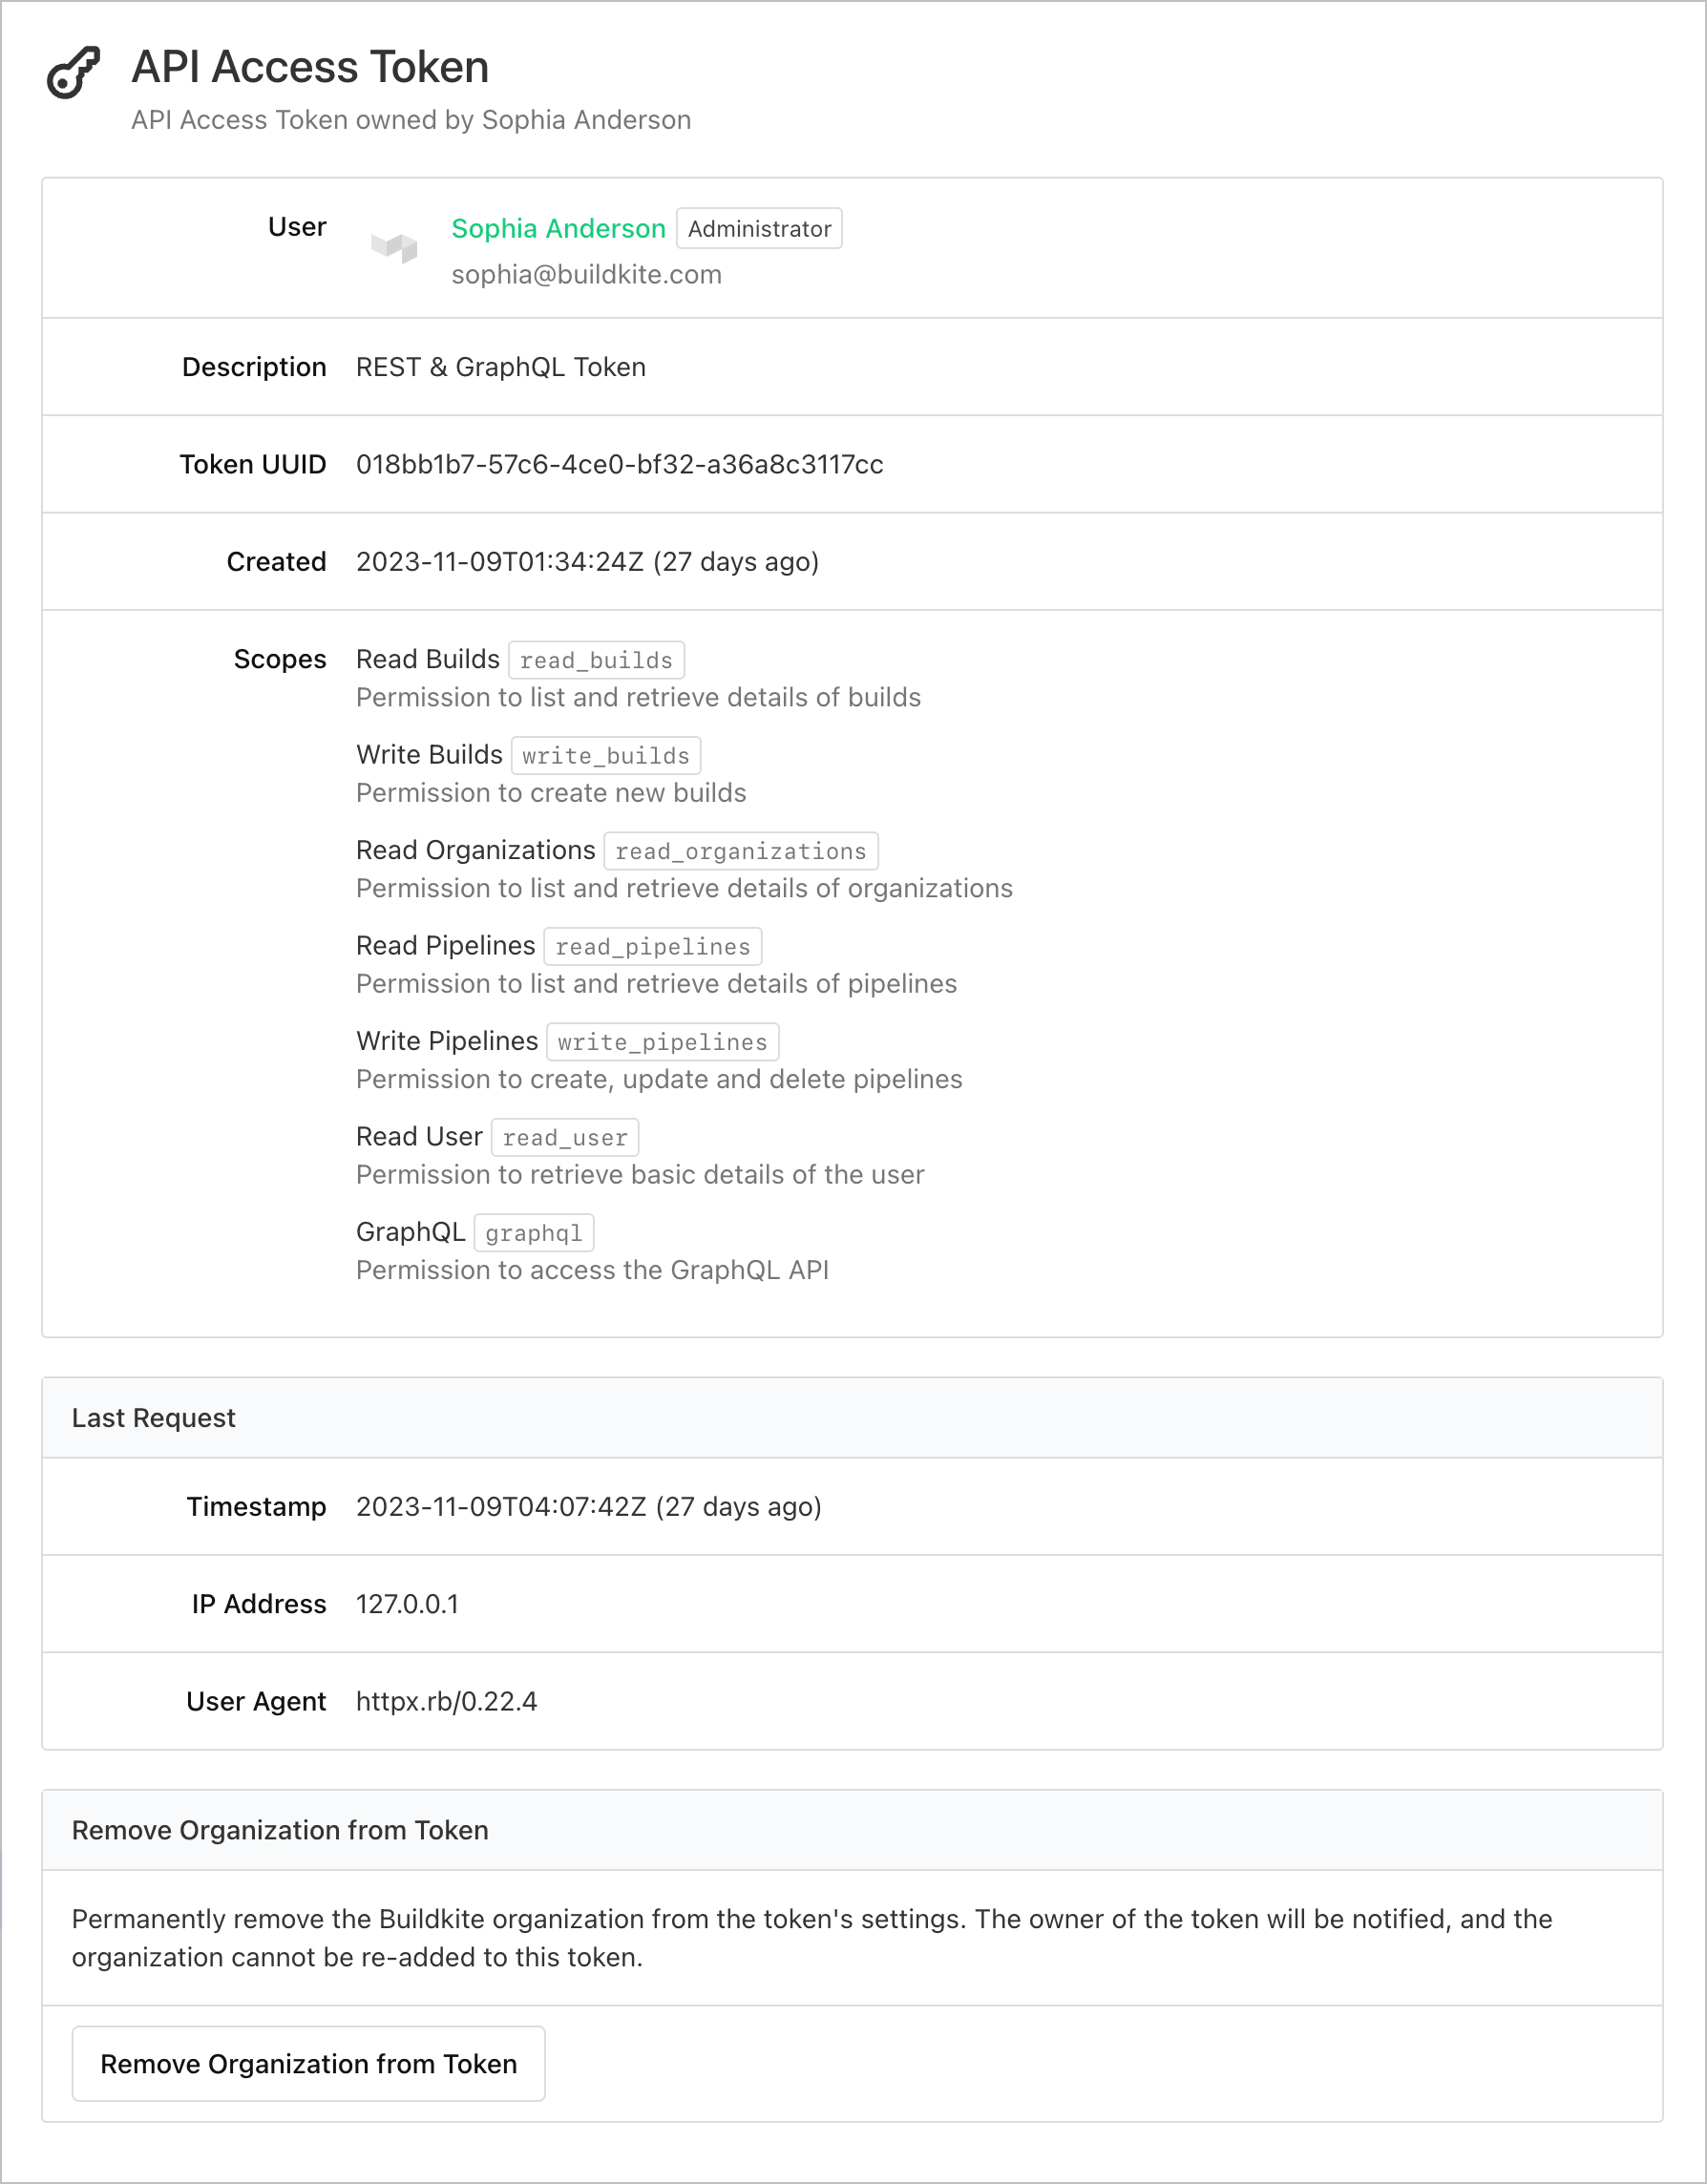 API Access Token
API Access Token owned by Sophia Anderson
User
Sophia Anderson Administrator
sophia@buildkite.com
Description REST & GraphQL Token
Token UUID 018bb1b7-57c6-4ce0-bf32-a36a8c3117cc
Created 2023-11-09T01:34:24Z (27 days ago)
Scopes Read Builds read_builds
Permission to list and retrieve details of builds
Write Builds write_builds
Permission to create new builds
Read Organizations read_organizations
Permission to list and retrieve details of organizations
Read Pipelines read_pipelines
Permission to list and retrieve details of pipelines
Write Pipelines write_pipelines
Permission to create, update and delete pipelines
Read User read_user
Permission to retrieve basic details of the user
GraphQL graphql
Permission to access the GraphQL API
Last Request
Timestamp 2023-11-09T04:07:42Z (27 days ago)
IP Address 127.0.0.1
User Agent httpx.rb/0.22.4
Remove Organization from Token
Permanently remove the Buildkite organization from the token's settings. The owner of the token will be notified, and the
organization cannot be re-added to this token.
Remove Organization from Token